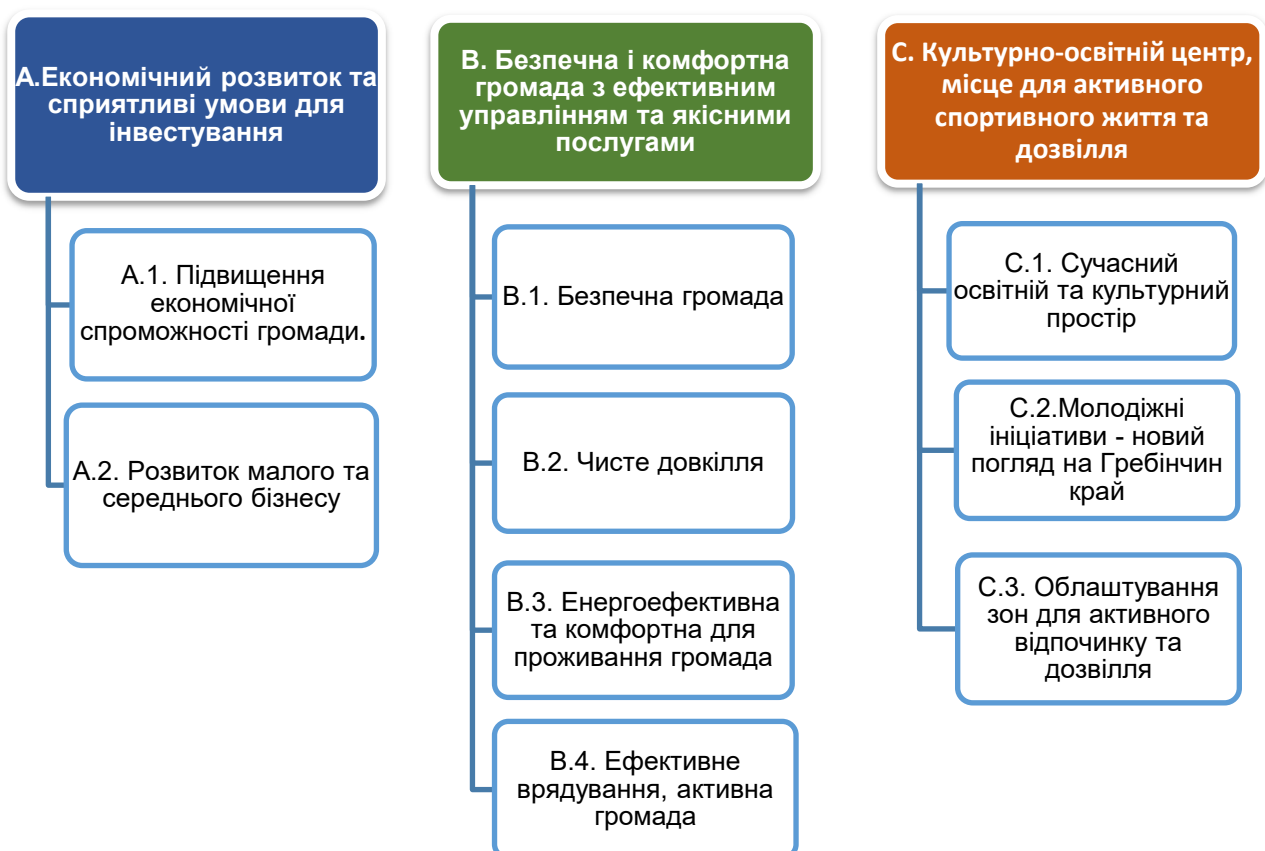 А.Економічний розвиток та
сприятливі умови для
інвестування
А.1. Підвищення
економічної
спроможності громади.
А.2. Розвиток малого та
середнього бізнесу
В. Безпечна і комфортна
громада з ефективним
управлінням та якісними
послугами
В.1. Безпечна громада
В.2. Чисте довкілля
В.3. Енергоефективна
та комфортна для
проживання громада
В.4. Ефективне
врядування, активна
громада
С. Культурно-освітній центр,
місце для активного
спортивного життя та
дозвілля
С.1. Сучасний
освітній та культурний
простір
С.2.Молодіжні
ініціативи - новий
погляд на Гребінчин
край
С.3. Облаштування
зон для активного
відпочинку та
дозвілля